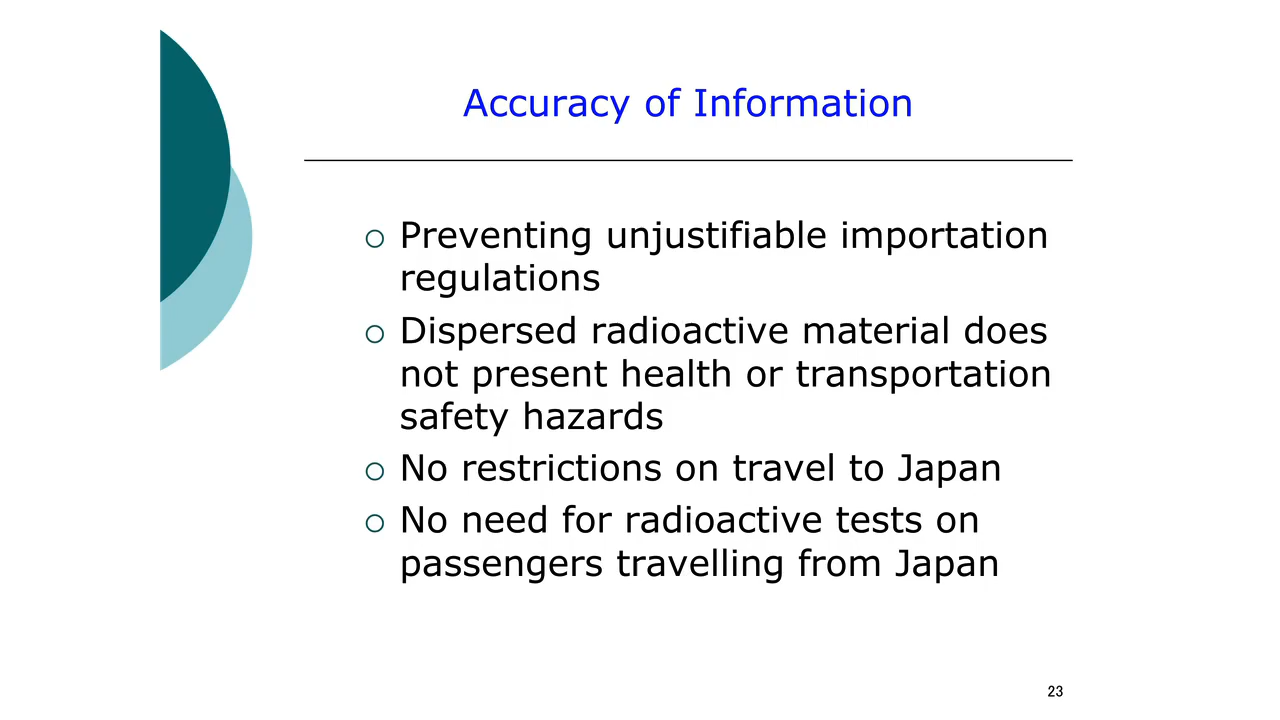 Accuracy of Information
Preventing unjustifiable importation
regulations
Dispersed radioactive material does
not present health or transportation
safety hazards
No restrictions on travel to Japan
No need for radioactive tests on
passengers travelling from Japan
23